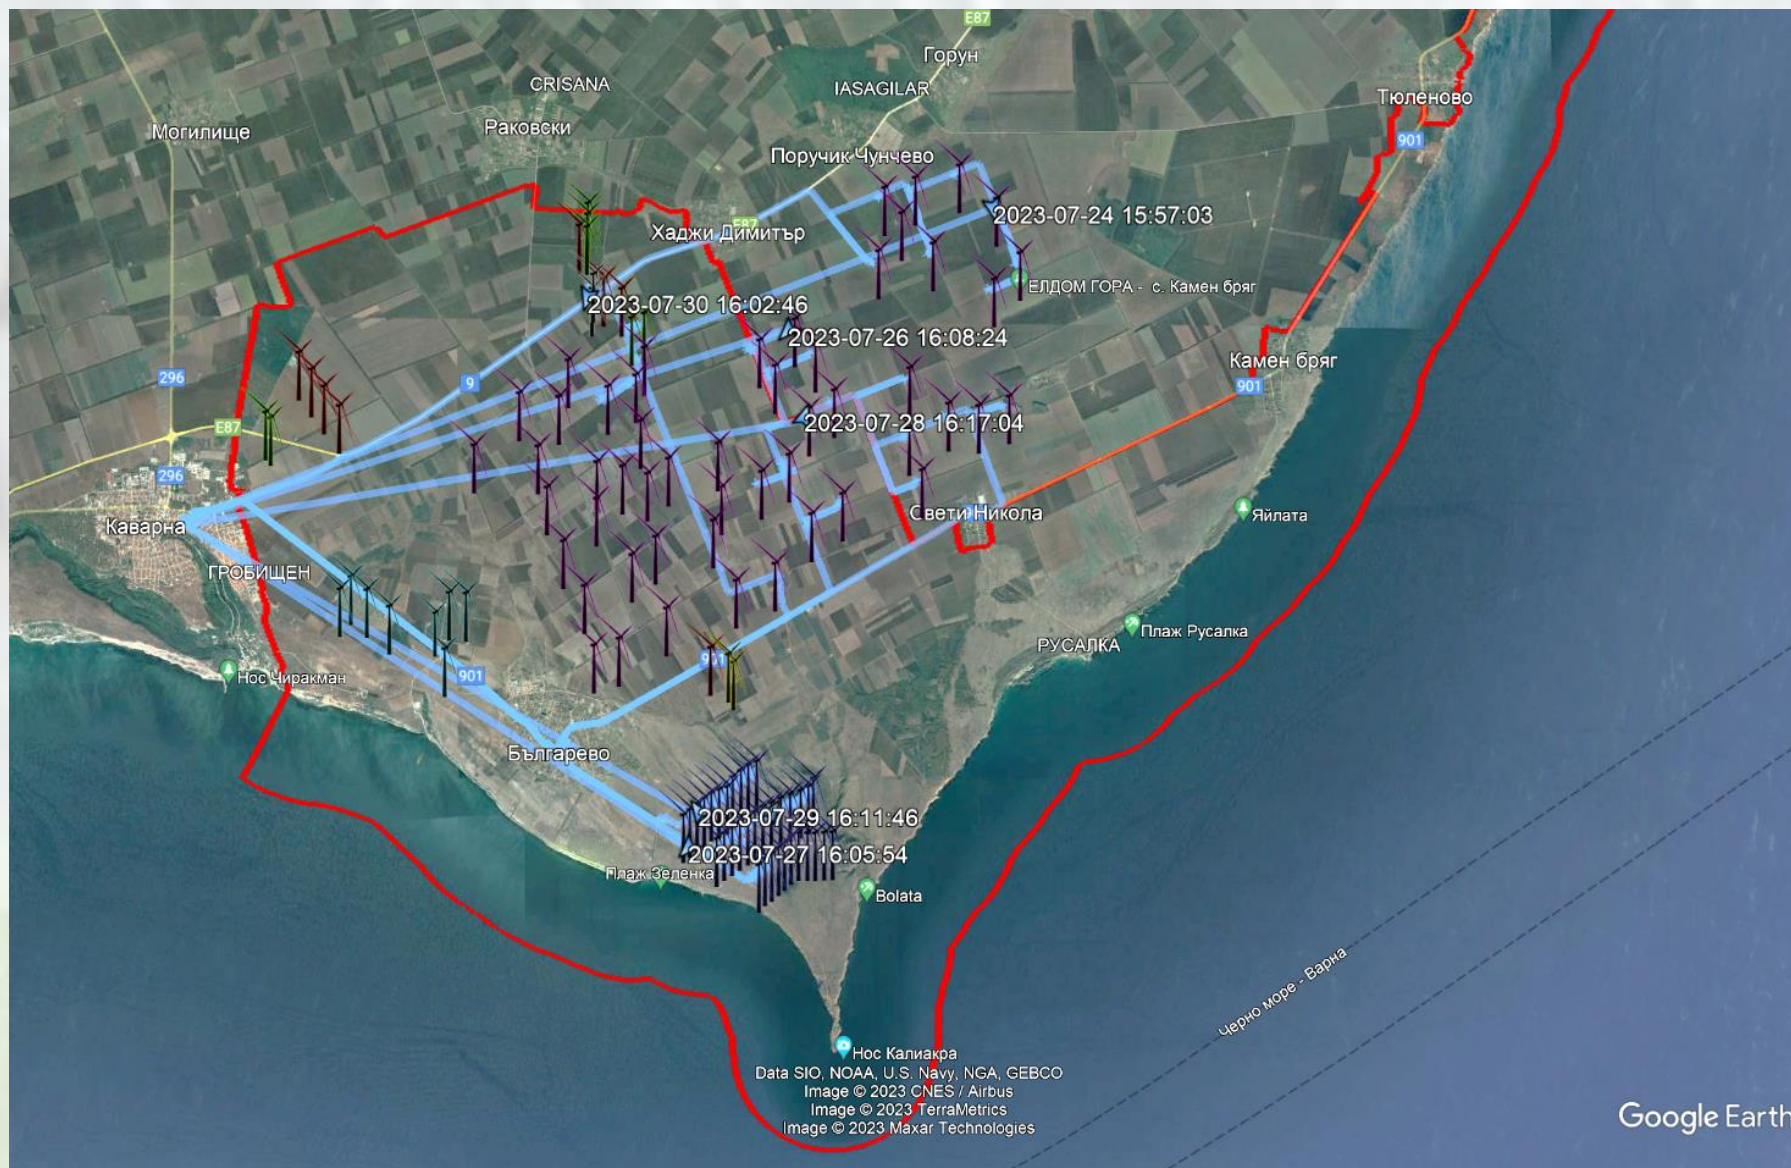 E87
Горун
CRISANA
IASAGILAR
Тюленово
Могилище
Раковски
901
Поручик Чунчево
2023-07-24 15:57:03
E87
Хаджи Димитър
ЕЛДОМ ГОРА - с. Камен бряг
2023-07-30 16:02:46
2023-07-26 16:08:24
Камен бряг
296
9
901
2023-07-28 16:17:04
E87
296
Свети Никола
Яйлата
Каварна
ГРОБИЩЕН
Плаж Русалка
РУСАЛКА
901
Нос Чиракман
901
Българево
2023-07-29 16:11:46
2023-07-27 16:05:54
Плаж Зеленка
Bolata
Черно море - Варна
Нос Калиакра
Data SIO, NOAA, U.S. Navy, NGA, GEBCO
Image © 2023 CNES / Airbus
Image © 2023 TerraMetrics
Image © 2023 Maxar Technologies
Google Earth